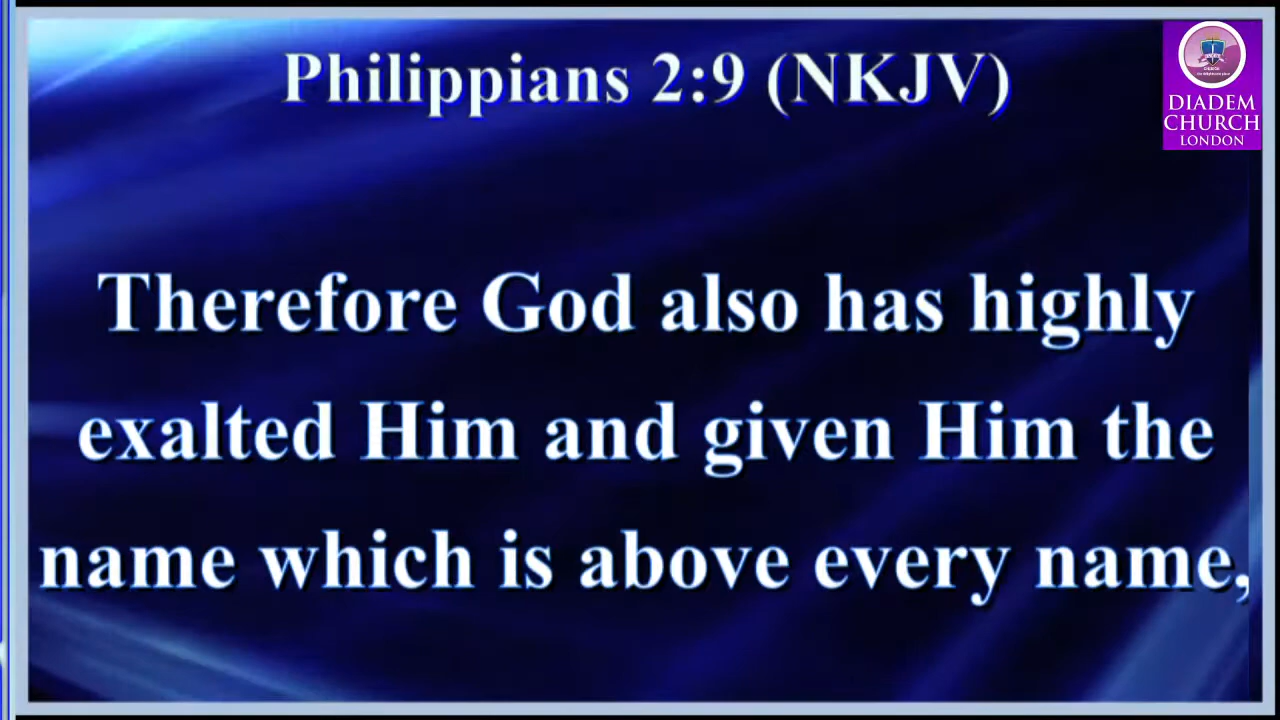 Philippians 2:9 (NKJV)
DIADEM
CHURCH
LONDON
Therefore God also has highly
exalted Him and given Him the
name which is above every name,